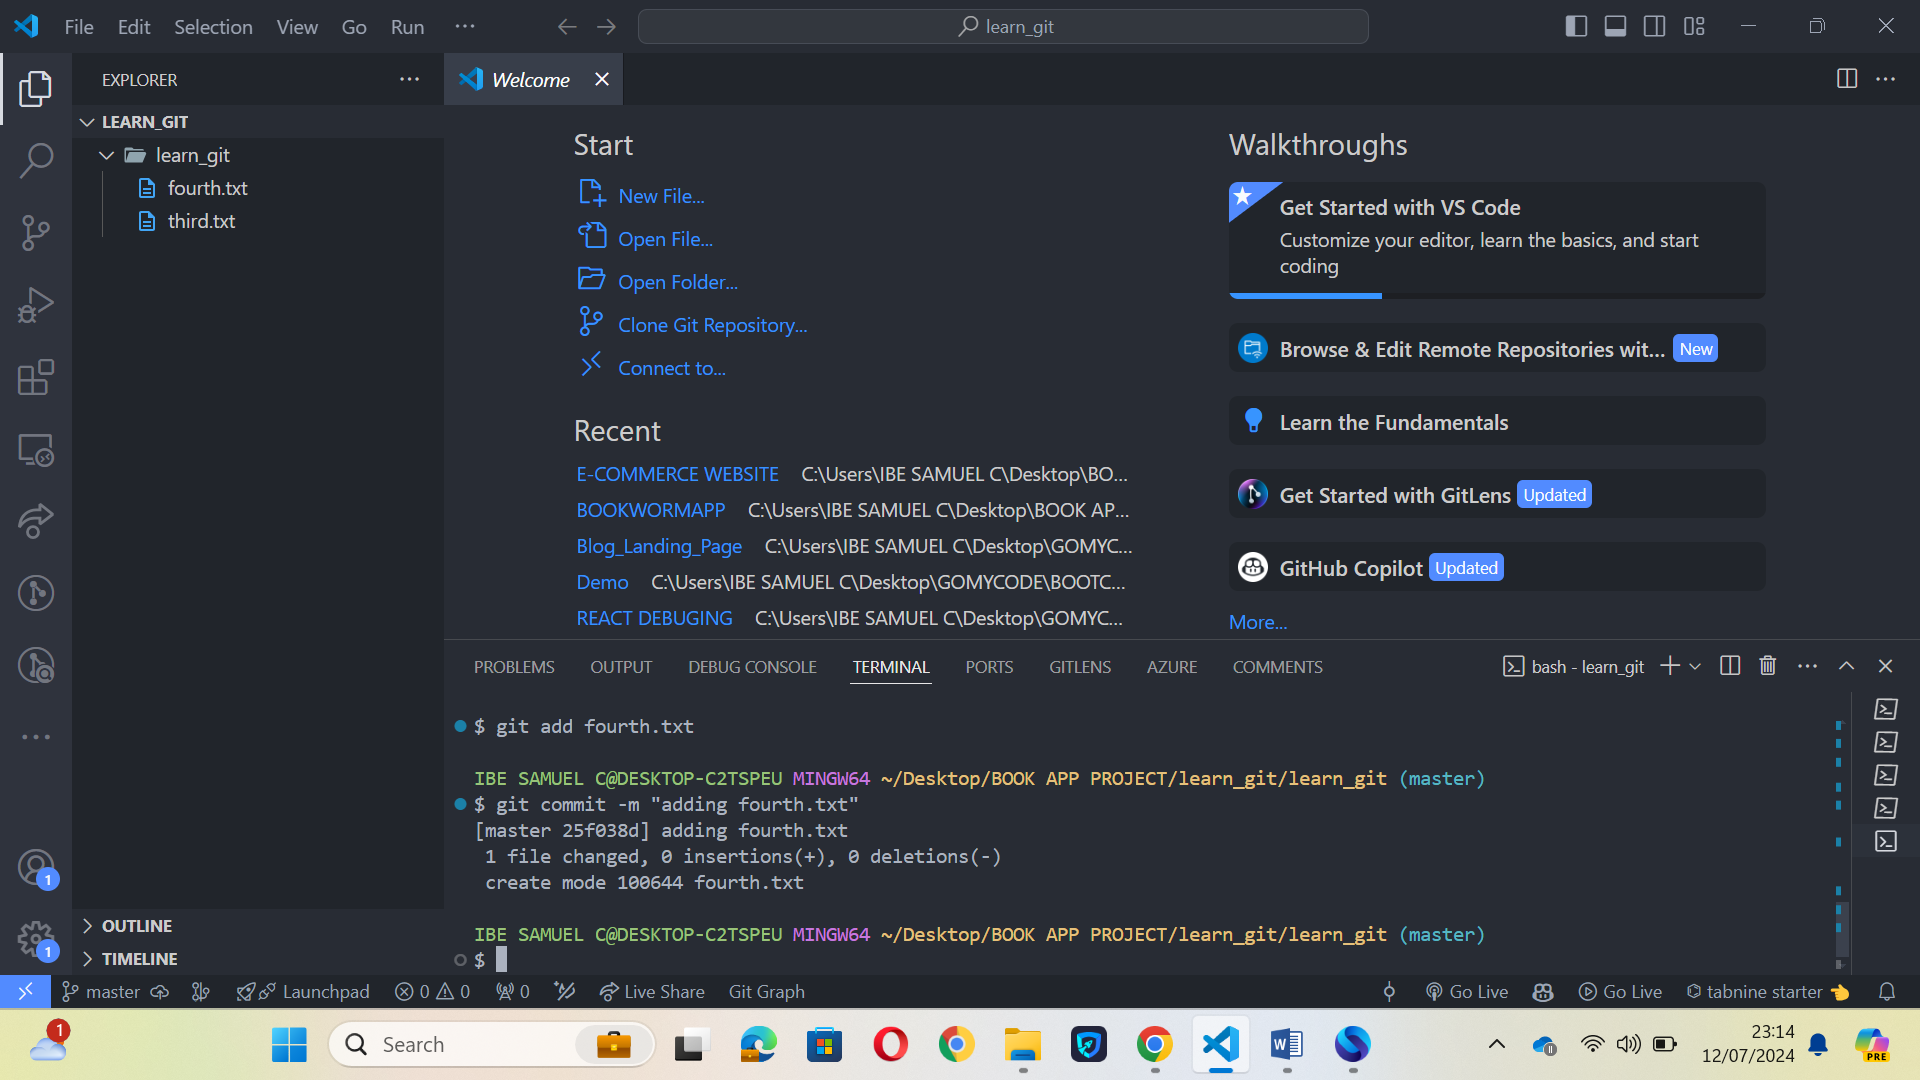 File Edit Selection View Go Run ··· learn_git
EXPLORER
Welcome
LEARN_GIT
learn_git
fourth.txt
third.txt
OUTLINE
TIMELINE
Start
New File...
Open File...
Open Folder...
Clone Git Repository...
Connect to...
Recent
E-COMMERCE WEBSITE C:\Users\IBE SAMUEL C\Desktop\BO...
BOOKWORMAPP C:\Users\IBE SAMUEL C\Desktop\BOOK AP...
Blog_Landing_Page C:\Users\IBE SAMUEL C\Desktop\GOMYC...
Demo C:\Users\IBE SAMUEL C\Desktop\GOMYCODE\BOOTC...
REACT DEBUGING C:\Users\IBE SAMUEL C\Desktop\GOMYC...
Walkthroughs
Get Started with VS Code
Customize your editor, learn the basics, and start
coding
Browse & Edit Remote Repositories wit... New
Learn the Fundamentals
Get Started with GitLens Updated
GitHub Copilot Updated
More...
PROBLEMS OUTPUT DEBUG CONSOLE TERMINAL PORTS GITLENS AZURE COMMENTS bash - learn_git
$ git add fourth.txt
IBE SAMUEL C@DESKTOP-C2TSPEU MINGW64 ~/Desktop/BOOK APP PROJECT/learn_git/learn_git (master)
$ git commit -m "adding fourth.txt"
[master 25f038d] adding fourth.txt
1 file changed, 0 insertions(+), 0 deletions(-)
create mode 100644 fourth.txt
IBE SAMUEL C@DESKTOP-C2TSPEU MINGW64 ~/Desktop/BOOK APP PROJECT/learn_git/learn_git (master)
$
1
1
master Launchpad 0 0 0 Live Share Git Graph Go Live Go Live tabnine starter
1
Search
23:14
12/07/2024
PRE